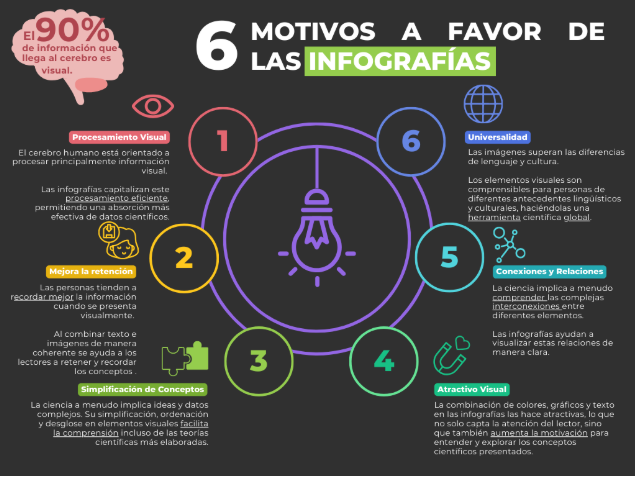 El 90%
de información que
llega al cerebro es
visual.
6 MOTIVOS A FAVOR DE
LAS INFOGRAFÍAS
1
Procesamiento Visual
El cerebro humano está orientado a
procesar principalmente información
visual.
Las infografías capitalizan este
procesamiento eficiente,
permitiendo una absorción más
efectiva de datos científicos.
2
Mejora la retención
Las personas tienden a
recordar mejor la información
cuando se presenta
visualmente.
Al combinar texto e
imágenes de manera
coherente se ayuda a los
lectores a retener y recordar
los conceptos .
3
Simplificación de Conceptos
La ciencia a menudo implica ideas y datos
complejos. Su simplificación, ordenación
y desglose en elementos visuales facilita
la comprensión incluso de las teorías
científicas más elaboradas.
4
Atractivo Visual
La combinación de colores, gráficos y texto
en las infografías las hace atractivas, lo que
no solo capta la atención del lector, sino
que también aumenta la motivación para
entender y explorar los conceptos
científicos presentados.
5
Conexiones y Relaciones
La ciencia implica a menudo
comprender las complejas
interconexiones entre
diferentes elementos.
Las infografías ayudan a
visualizar estas relaciones de
manera clara.
6
Universalidad
Las imágenes superan las diferencias
de lenguaje y cultura.
Los elementos visuales son
comprensibles para personas de
diferentes antecedentes lingüísticos
y culturales, haciéndolas una
herramienta científica global.